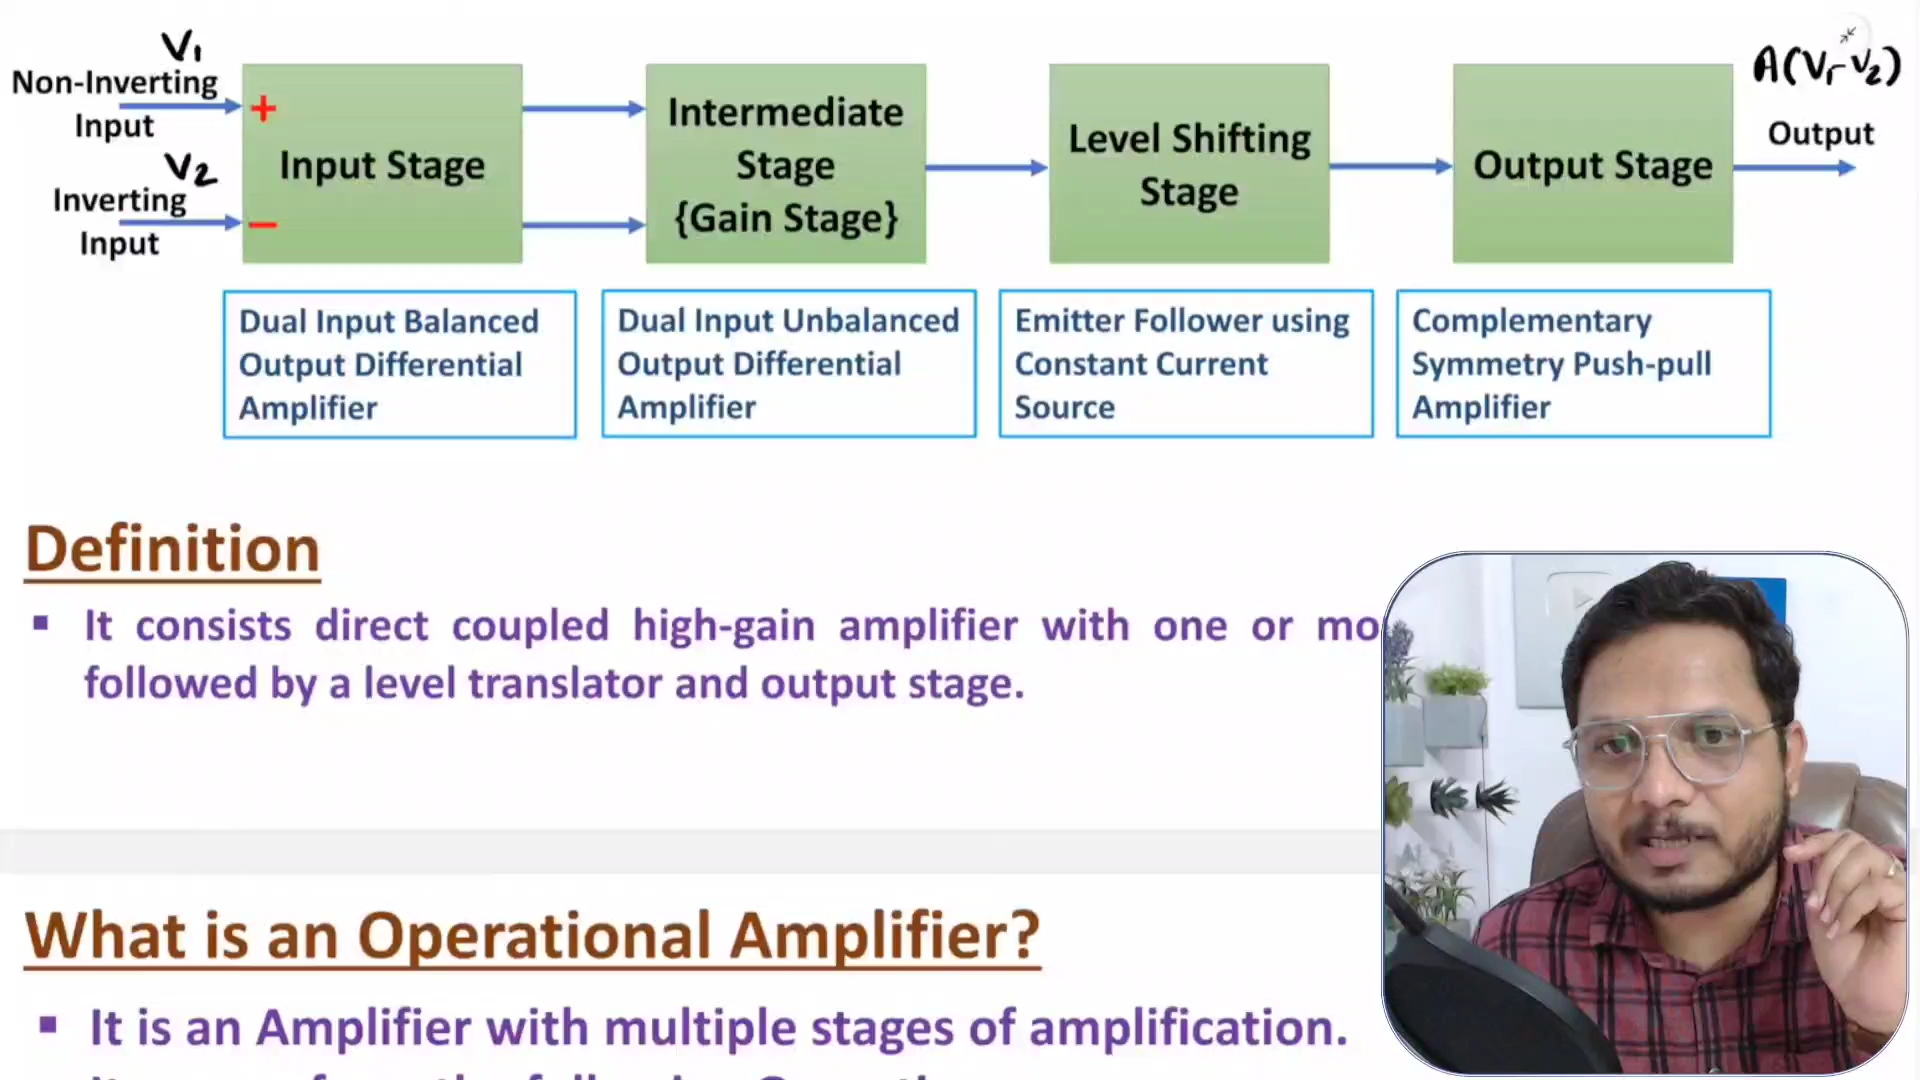 V1
Non-Inverting
Input
V2
Inverting
Input
+
−
Input Stage
Intermediate
Stage
{Gain Stage}
Level Shifting
Stage
Output Stage
A(V1-V2)
Output
Dual Input Balanced
Output Differential
Amplifier
Dual Input Unbalanced
Output Differential
Amplifier
Emitter Follower using
Constant Current
Source
Complementary
Symmetry Push-pull
Amplifier
Definition
▪ It consists direct coupled high-gain amplifier with one or mo
followed by a level translator and output stage.
What is an Operational Amplifier?
▪ It is an Amplifier with multiple stages of amplification.